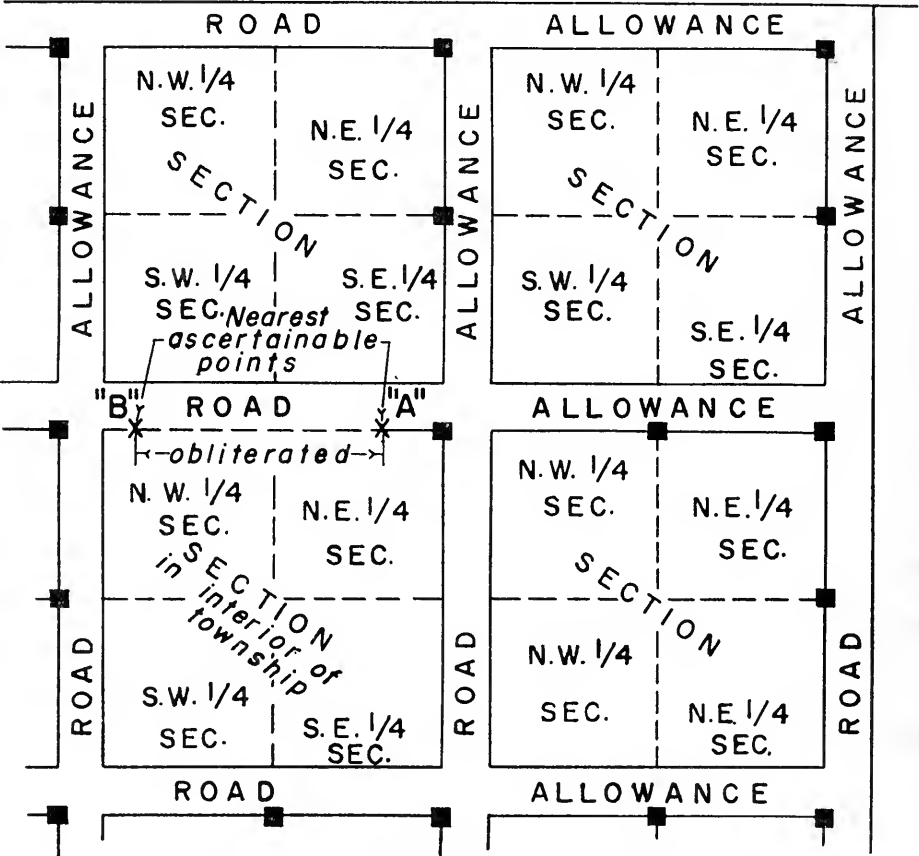 ROAD
ALLOWANCE
ALLOWANCE
ALLOWANCE
ALLOWANCE
N.W. 1/4
SEC.
N.E. 1/4
SEC.
SECTION
S.W. 1/4
SEC.
S.E. 1/4
SEC.
N.W. 1/4
SEC.
N.E. 1/4
SEC.
SECTION
S.W. 1/4
SEC.
S.E. 1/4
SEC.
Nearest
ascertainable
points
"B"
ROAD
"A"
ALLOWANCE
obliterated
N. W. 1/4
SEC.
N.E. 1/4
SEC.
SECTION
in interior of
township
S.W. 1/4
SEC.
S.E. 1/4
SEC.
N.W. 1/4
SEC.
N.E. 1/4
SEC.
SECTION
N.W. 1/4
SEC.
N.E. 1/4
SEC.
ROAD
ROAD
ROAD
ROAD
ALLOWANCE